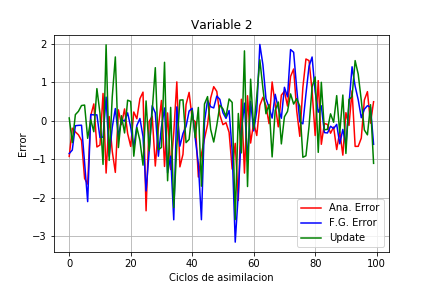 Variable 2
2
1
0
−1
−2
−3
Error
0
20
40
60
80
100
Ciclos de asimilacion
Ana. Error
F.G. Error
Update